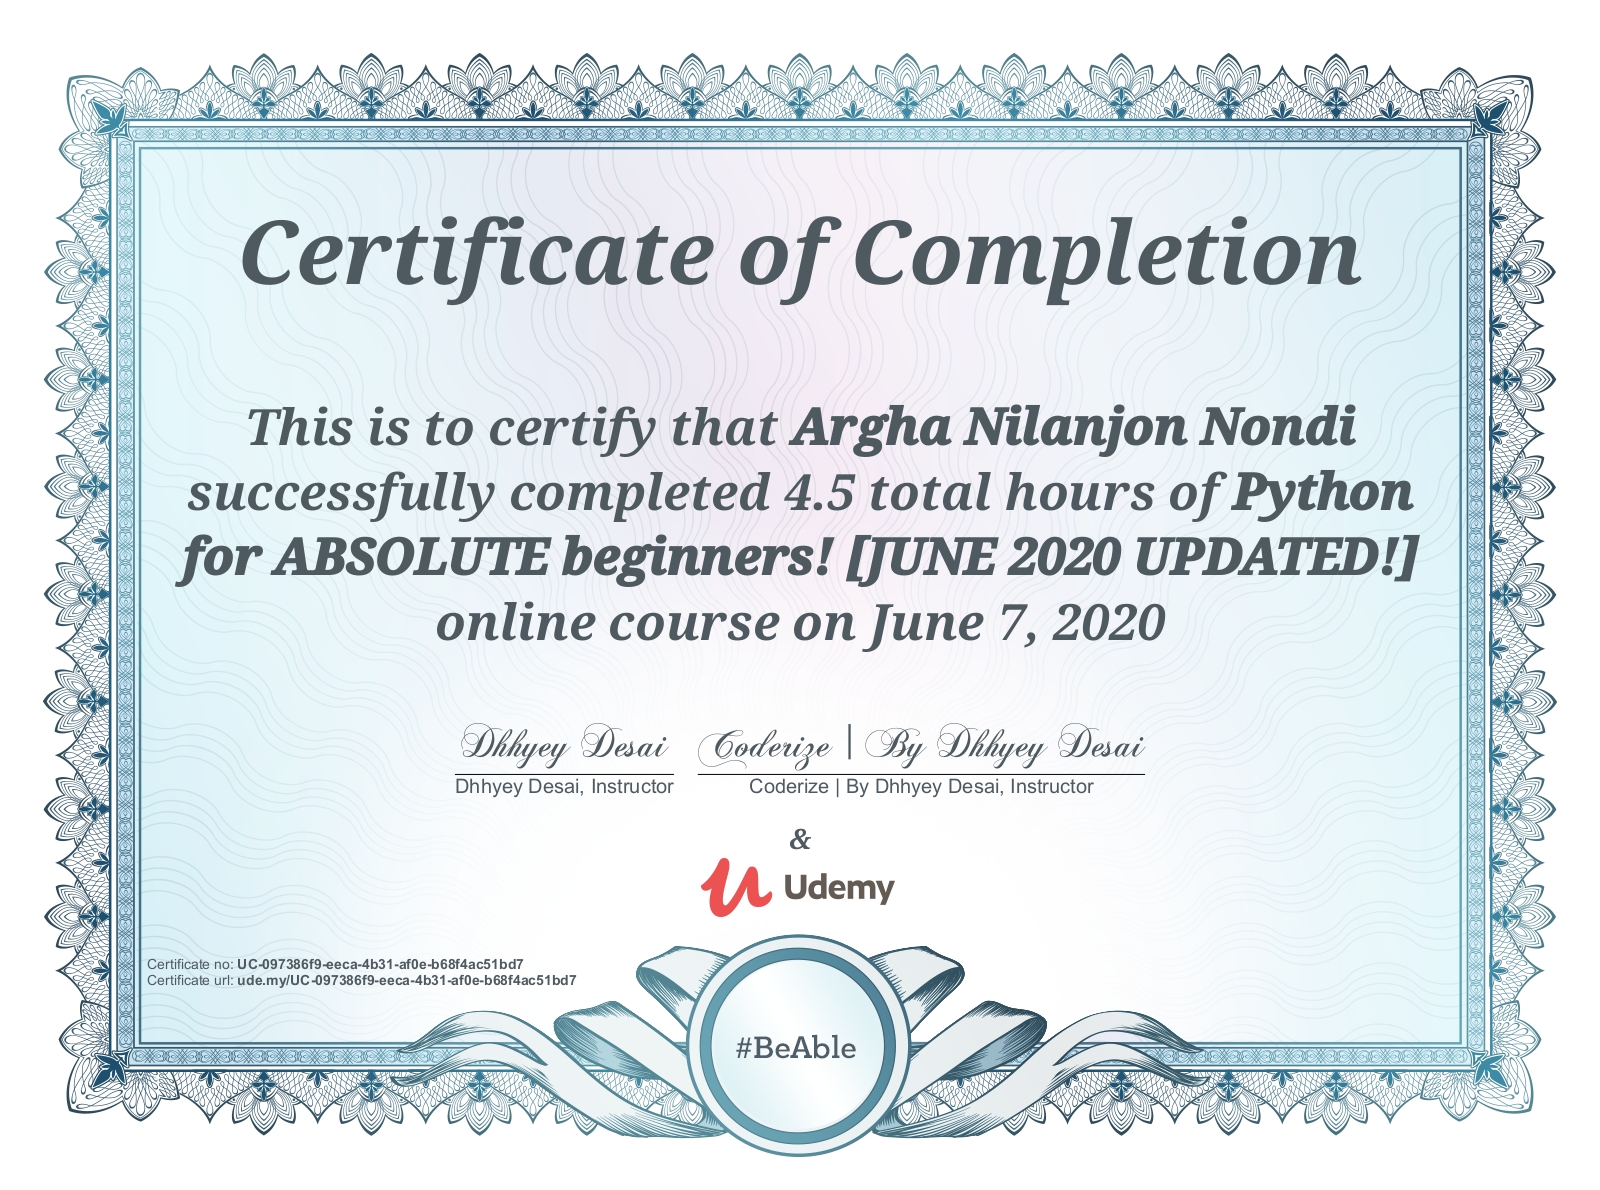 Certificate of Completion
This is to certify that Argha Nilanjon Nondi
successfully completed 4.5 total hours of Python
for ABSOLUTE beginners! [JUNE 2020 UPDATED!]
online course on June 7, 2020
Dhhyey Desai
Dhhyey Desai, Instructor
Coderize | By Dhhyey Desai
Coderize | By Dhhyey Desai, Instructor
&
Udemy
Certificate no: UC-097386f9-eeca-4b31-af0e-b68f4ac51bd7
Certificate url: ude.my/UC-097386f9-eeca-4b31-af0e-b68f4ac51bd7
#BeAble